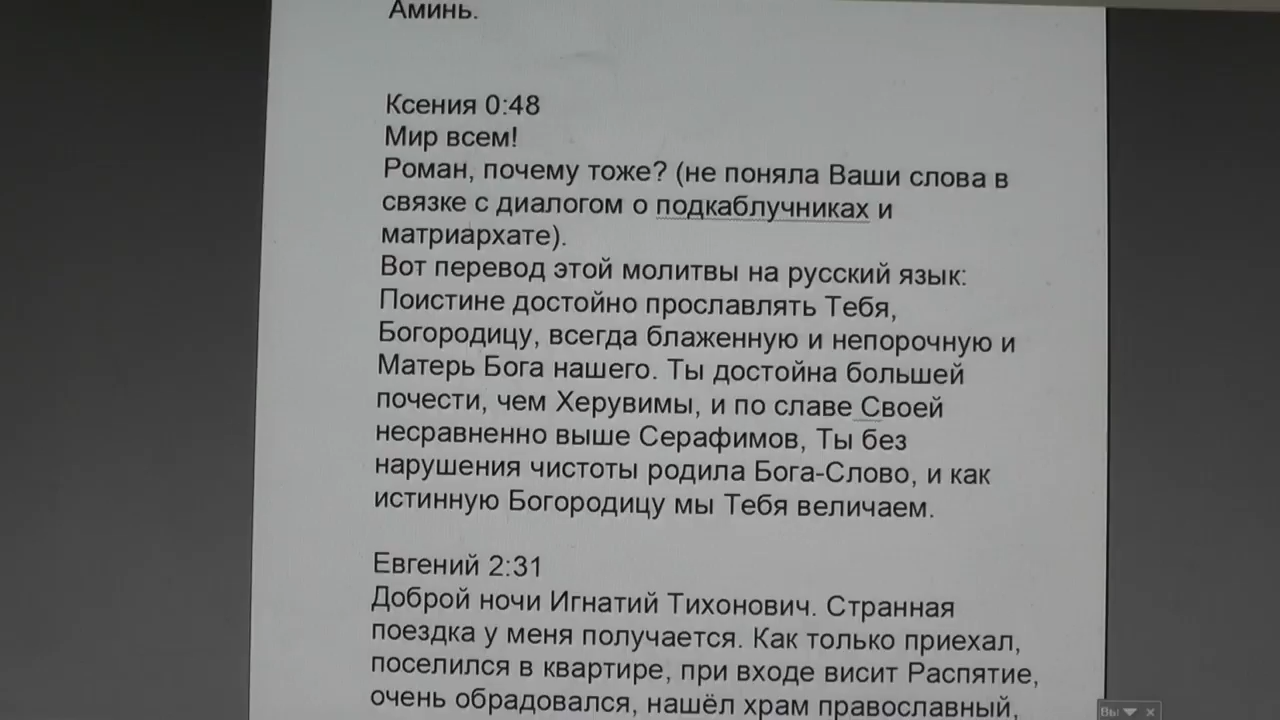 Аминь.
Ксения 0:48
Мир всем!
Роман, почему тоже? (не поняла Ваши слова в
связке с диалогом о подкаблучниках и
матриархате).
Вот перевод этой молитвы на русский язык:
Поистине достойно прославлять Тебя,
Богородицу, всегда блаженную и непорочную и
Матерь Бога нашего. Ты достойна большей
почести, чем Херувимы, и по славе Своей
несравненно выше Серафимов, Ты без
нарушения чистоты родила Бога-Слово, и как
истинную Богородицу мы Тебя величаем.
Евгений 2:31
Доброй ночи Игнатий Тихонович. Странная
поездка у меня получается. Как только приехал,
поселился в квартире, при входе висит Распятие,
очень обрадовался, нашёл храм православный,
Вы